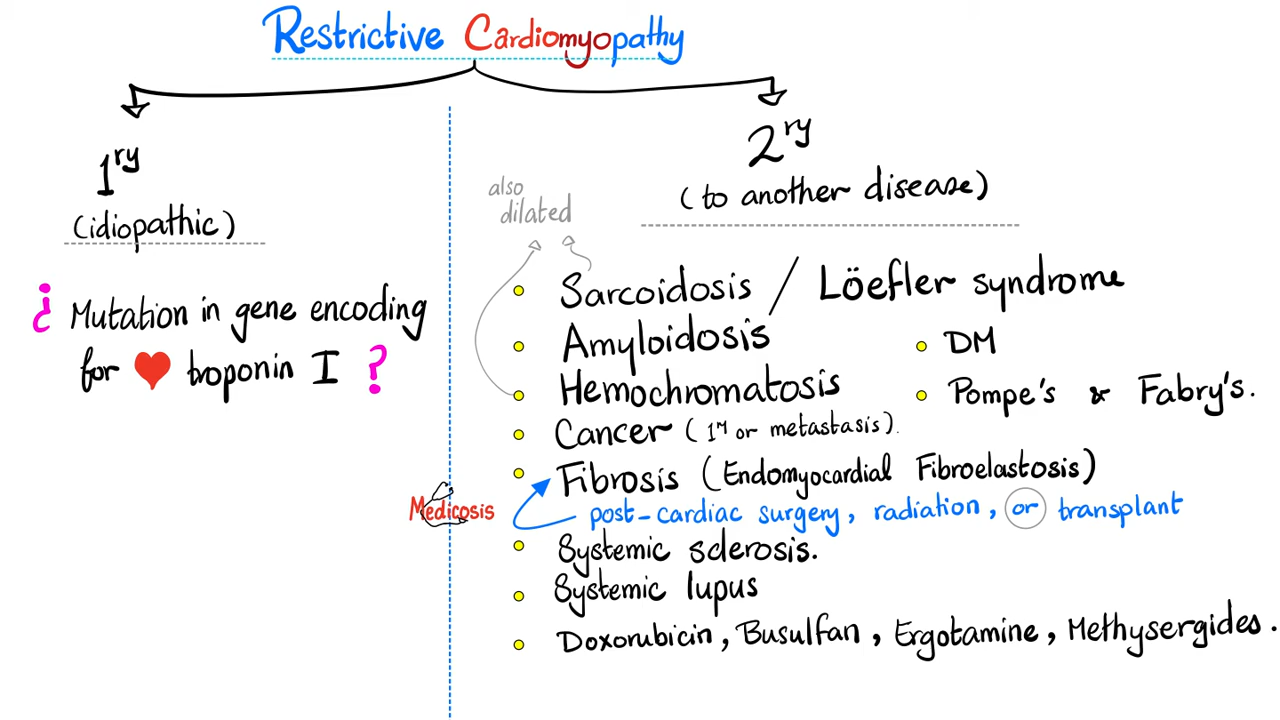 Restrictive Cardiomyopathy
1ry
(idiopathic)
¿ Mutation in gene encoding
for troponin I ?
2ry
(to another disease)
also
dilated
Sarcoidosis / Löefler syndrome
Amyloidosis
DM
Hemochromatosis
Pompe's & Fabry's.
Cancer (1ry or metastasis).
Fibrosis (Endomyocardial Fibroelastosis)
post-cardiac surgery, radiation, or transplant
Systemic sclerosis.
Systemic lupus
Doxorubicin, Busulfan, Ergotamine, Methysergides.
Medicosis